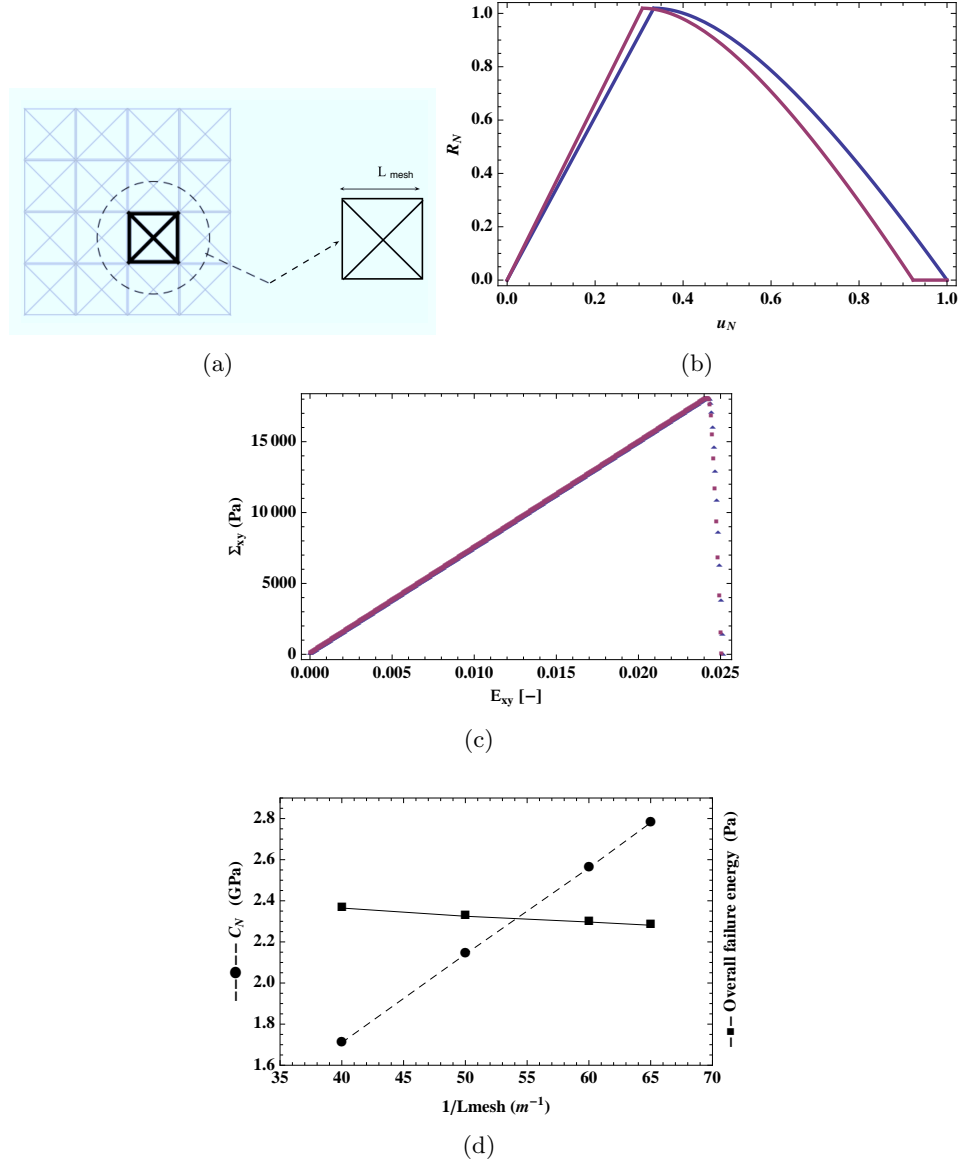 L mesh
(a)
1.0
0.8
0.6
0.4
0.2
0.0
R_N
0.0 0.2 0.4 0.6 0.8 1.0
u_N
(b)
15 000
10 000
5000
0
Σ_xy (Pa)
0.000 0.005 0.010 0.015 0.020 0.025
E_xy [−]
(c)
2.8
2.6
2.4
2.2
2.0
1.8
1.6
−−●−− C_N (GPa)
−■− Overall failure energy (Pa)
35 40 45 50 55 60 65 70
1/Lmesh (m⁻¹)
(d)